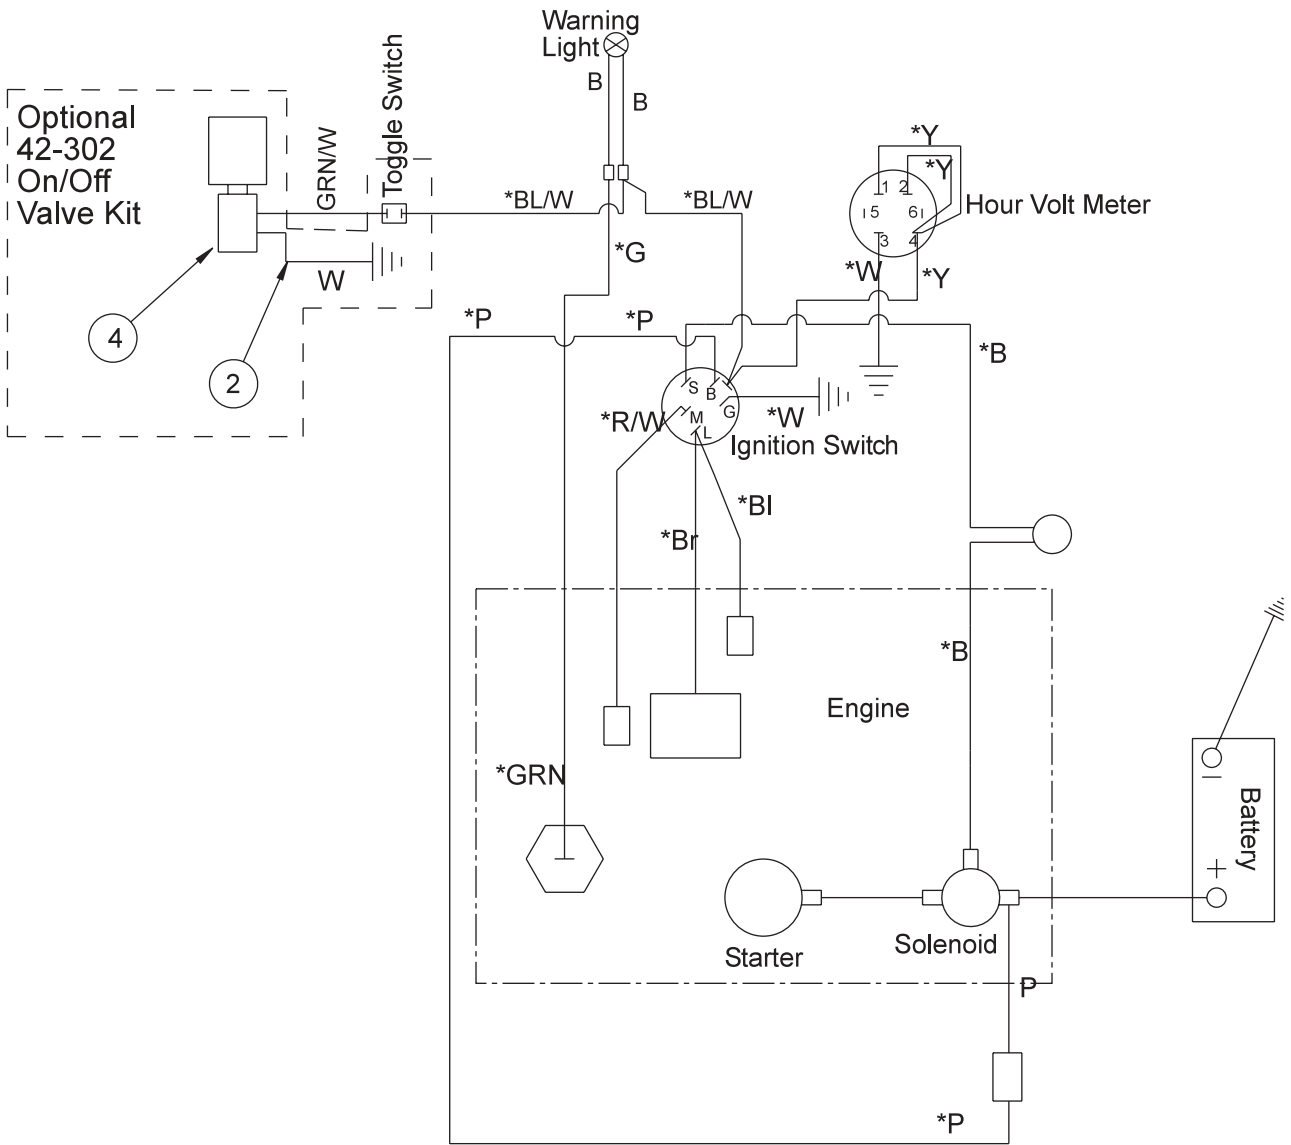 Warning
Light
B
B
Toggle Switch
Optional
42-302
On/Off
Valve Kit
GRN/W
*BL/W
*BL/W
*Y
*Y
1 2
5 6
3 4
Hour Volt Meter
*G
*W
*Y
W
4
2
*P
*P
*B
S
B
G
M
L
*R/W
*W
Ignition Switch
*Bl
*Br
*B
Engine
*GRN
Battery
–
+
Starter
Solenoid
P
*P